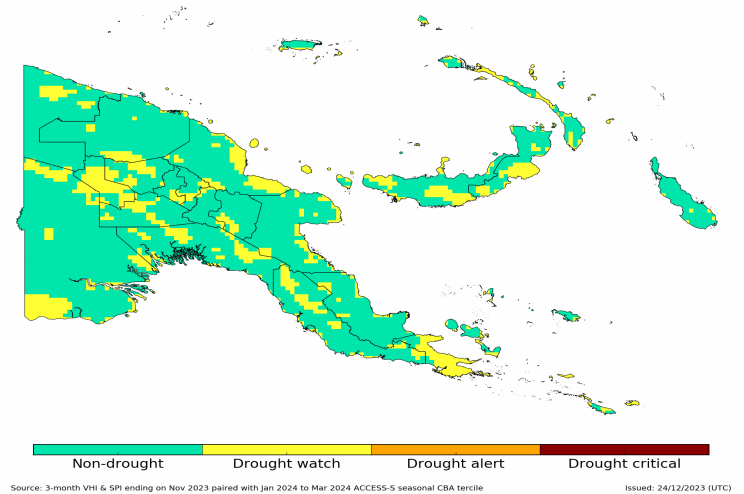 Non-drought Drought watch Drought alert Drought critical
Source: 3-month VHI & SPI ending on Nov 2023 paired with Jan 2024 to Mar 2024 ACCESS-S seasonal CBA tercile Issued: 24/12/2023 (UTC)